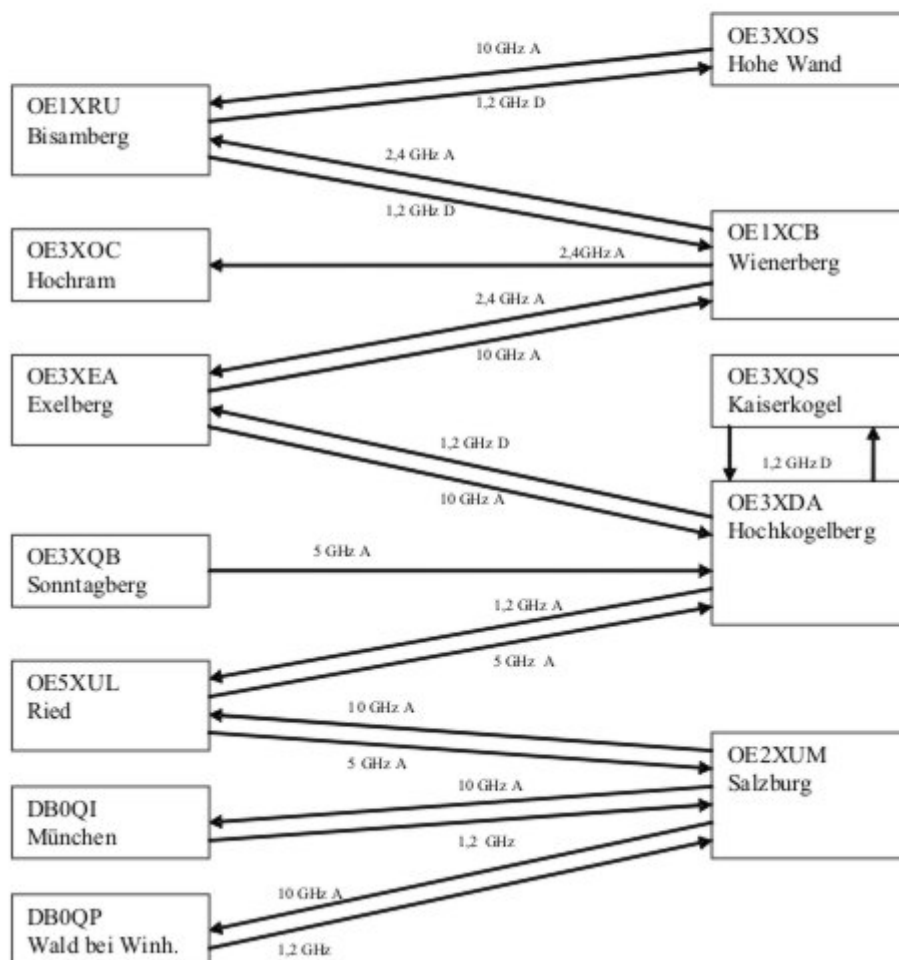 OE3XOS
Hohe Wand
10 GHz A
1,2 GHz D
OE1XRU
Bisamberg
2,4 GHz A
1,2 GHz D
OE1XCB
Wienerberg
OE3XOC
Hochram
2,4GHz A
2,4 GHz A
10 GHz A
OE3XEA
Exelberg
OE3XQS
Kaiserkogel
1,2 GHz D
1,2 GHz D
10 GHz A
OE3XDA
Hochkogelberg
OE3XQB
Sonntagberg
5 GHz A
1,2 GHz A
5 GHz A
OE5XUL
Ried
10 GHz A
5 GHz A
OE2XUM
Salzburg
DB0QI
München
10 GHz A
1,2 GHz
10 GHz A
DB0QP
Wald bei Winh.
1,2 GHz